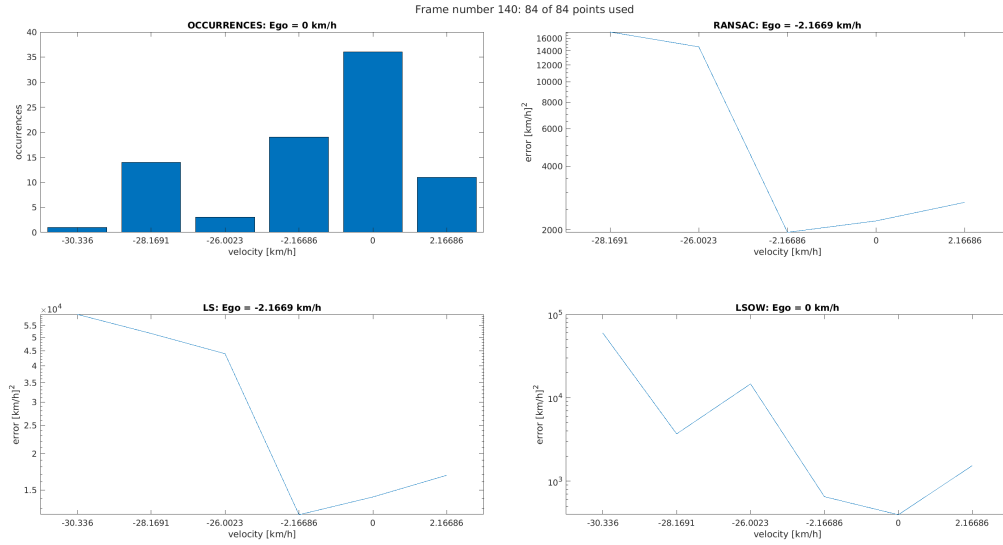 Frame number 140: 84 of 84 points used
OCCURRENCES: Ego = 0 km/h
40
35
30
25
20
15
10
5
0
occurrences
-30.336 -28.1691 -26.0023 -2.16686 0 2.16686
velocity [km/h]
RANSAC: Ego = -2.1669 km/h
16000
14000
12000
10000
8000
6000
4000
2000
error [km/h]²
-28.1691 -26.0023 -2.16686 0 2.16686
velocity [km/h]
LS: Ego = -2.1669 km/h
×10⁴
5.5
5
4.5
4
3.5
3
2.5
2
1.5
error [km/h]²
-30.336 -28.1691 -26.0023 -2.16686 0 2.16686
velocity [km/h]
LSOW: Ego = 0 km/h
10⁵
10⁴
10³
error [km/h]²
-30.336 -28.1691 -26.0023 -2.16686 0 2.16686
velocity [km/h]